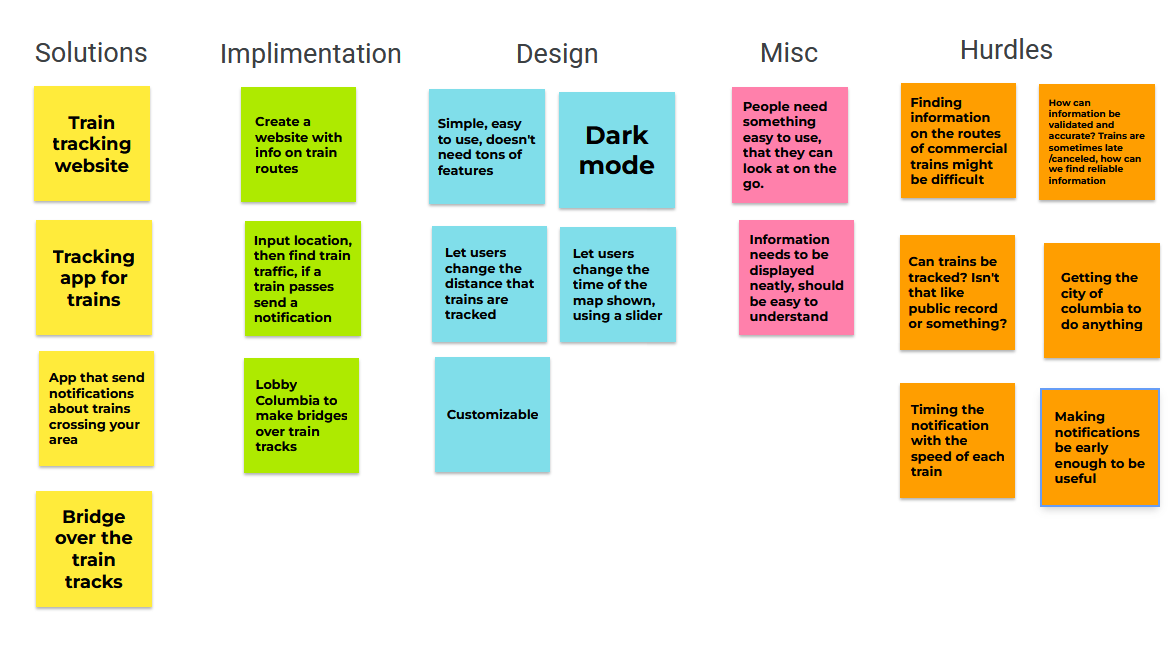 Solutions
Train
tracking
website
Tracking
app for
trains
App that send
notifications
about trains
crossing your
area
Bridge
over the
train
tracks
Implimentation
Create a
website with
info on train
routes
Input location,
then find train
traffic, if a
train passes
send a
notification
Lobby
Columbia to
make bridges
over train
tracks
Design
Simple, easy
to use, doesn't
need tons of
features
Dark
mode
Let users
change the
distance that
trains are
tracked
Let users
change the
time of the
map shown,
using a slider
Customizable
Misc
People need
something
easy to use,
that they can
look at on the
go.
Information
needs to be
displayed
neatly, should
be easy to
understand
Hurdles
Finding
information
on the routes
of commercial
trains might
be difficult
How can
information be
validated and
accurate? Trains are
sometimes late
/canceled, how can
we find reliable
information
Can trains be
tracked? Isn't
that like
public record
or something?
Getting the
city of
columbia to
do anything
Timing the
notification
with the
speed of each
train
Making
notifications
be early
enough to be
useful